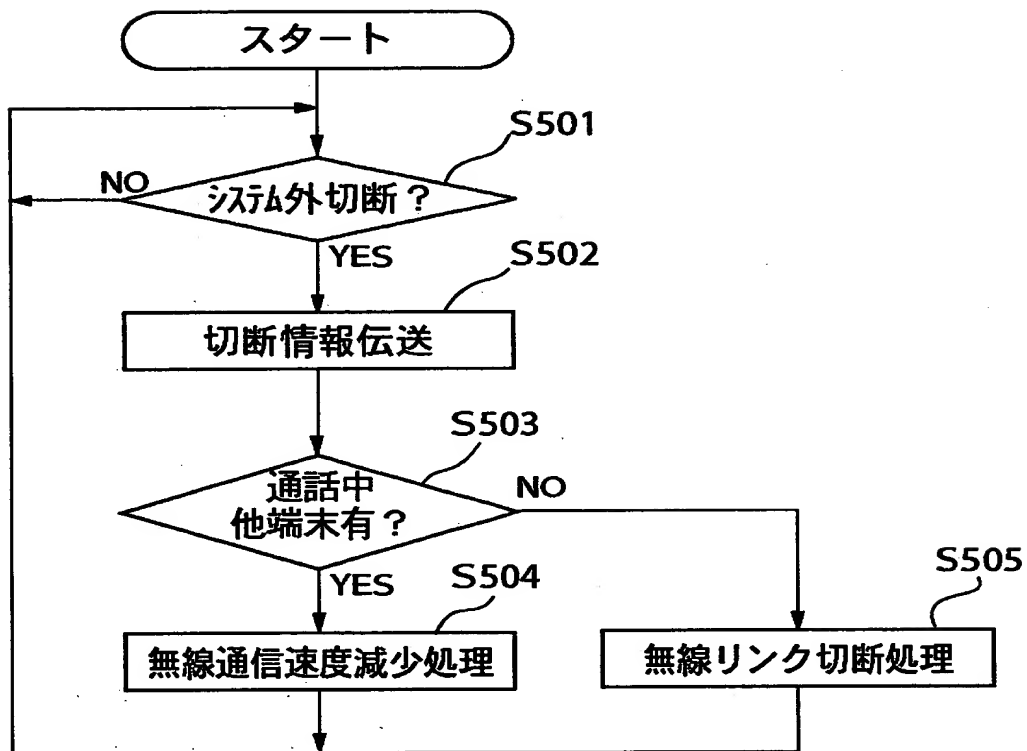 スタート
S501
NO
システム外切断？
YES
S502
切断情報伝送
S503
通話中
他端末有？
NO
YES
S504
S505
無線通信速度減少処理
無線リンク切断処理